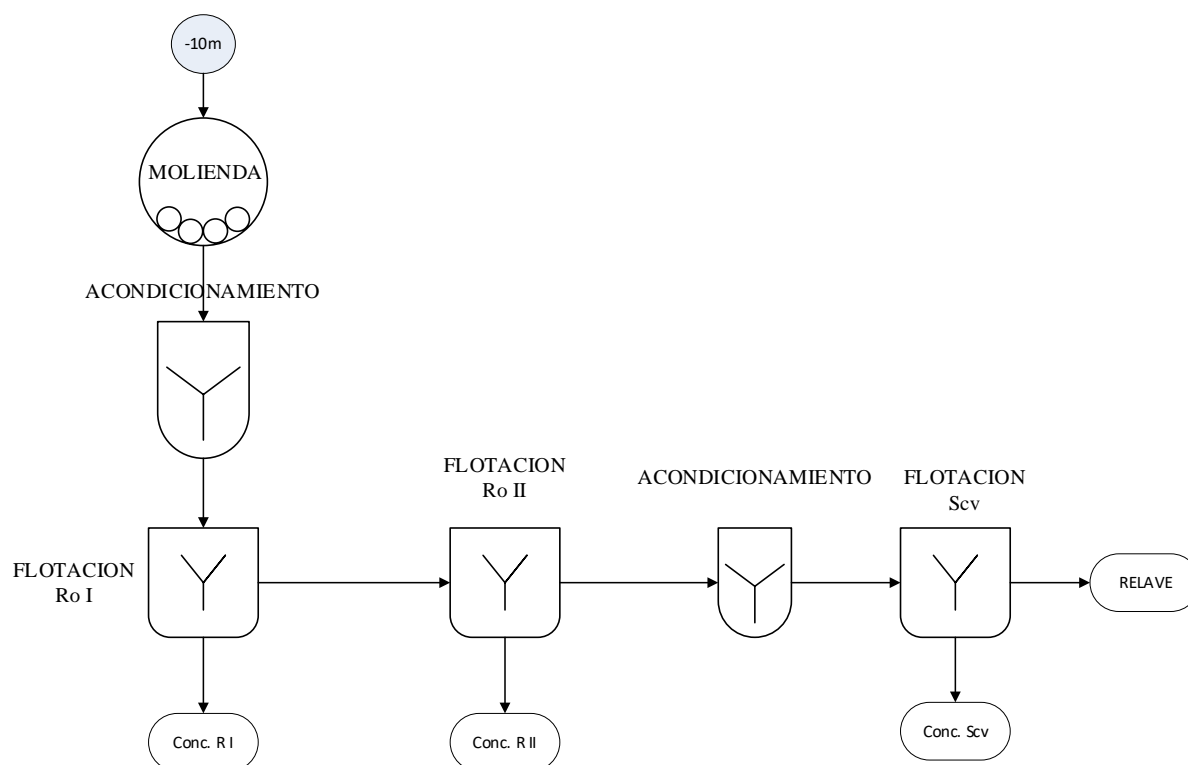 -10m
MOLIENDA
ACONDICIONAMIENTO
FLOTACION
Ro I
FLOTACION
Ro II
ACONDICIONAMIENTO
FLOTACION
Scv
RELAVE
Conc. R I
Conc. R II
Conc. Scv